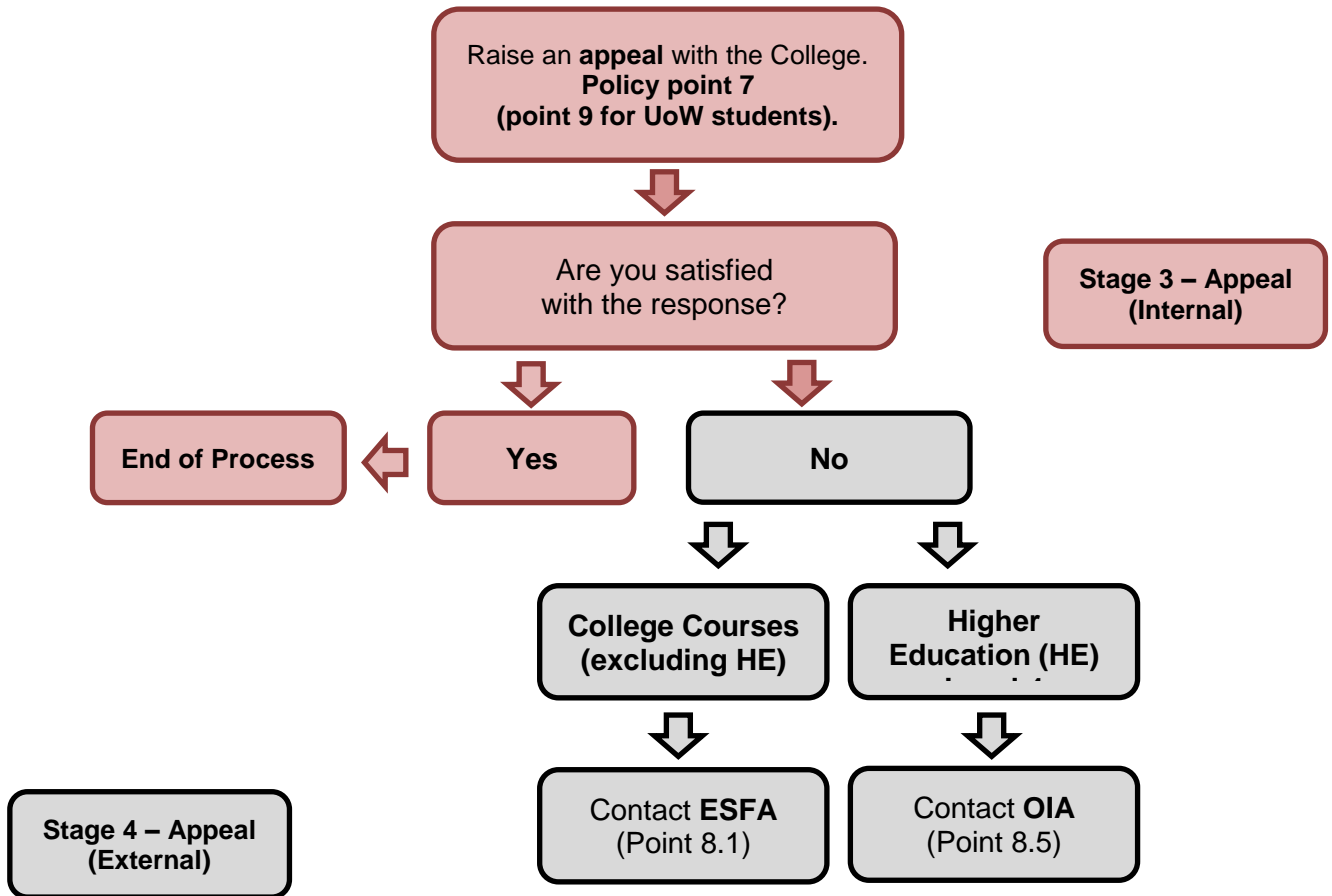 Raise an appeal with the College.
Policy point 7
(point 9 for UoW students).
Are you satisfied
with the response?
Stage 3 – Appeal
(Internal)
End of Process
Yes
No
College Courses
(excluding HE)
Higher
Education (HE)
Contact ESFA
(Point 8.1)
Contact OIA
(Point 8.5)
Stage 4 – Appeal
(External)